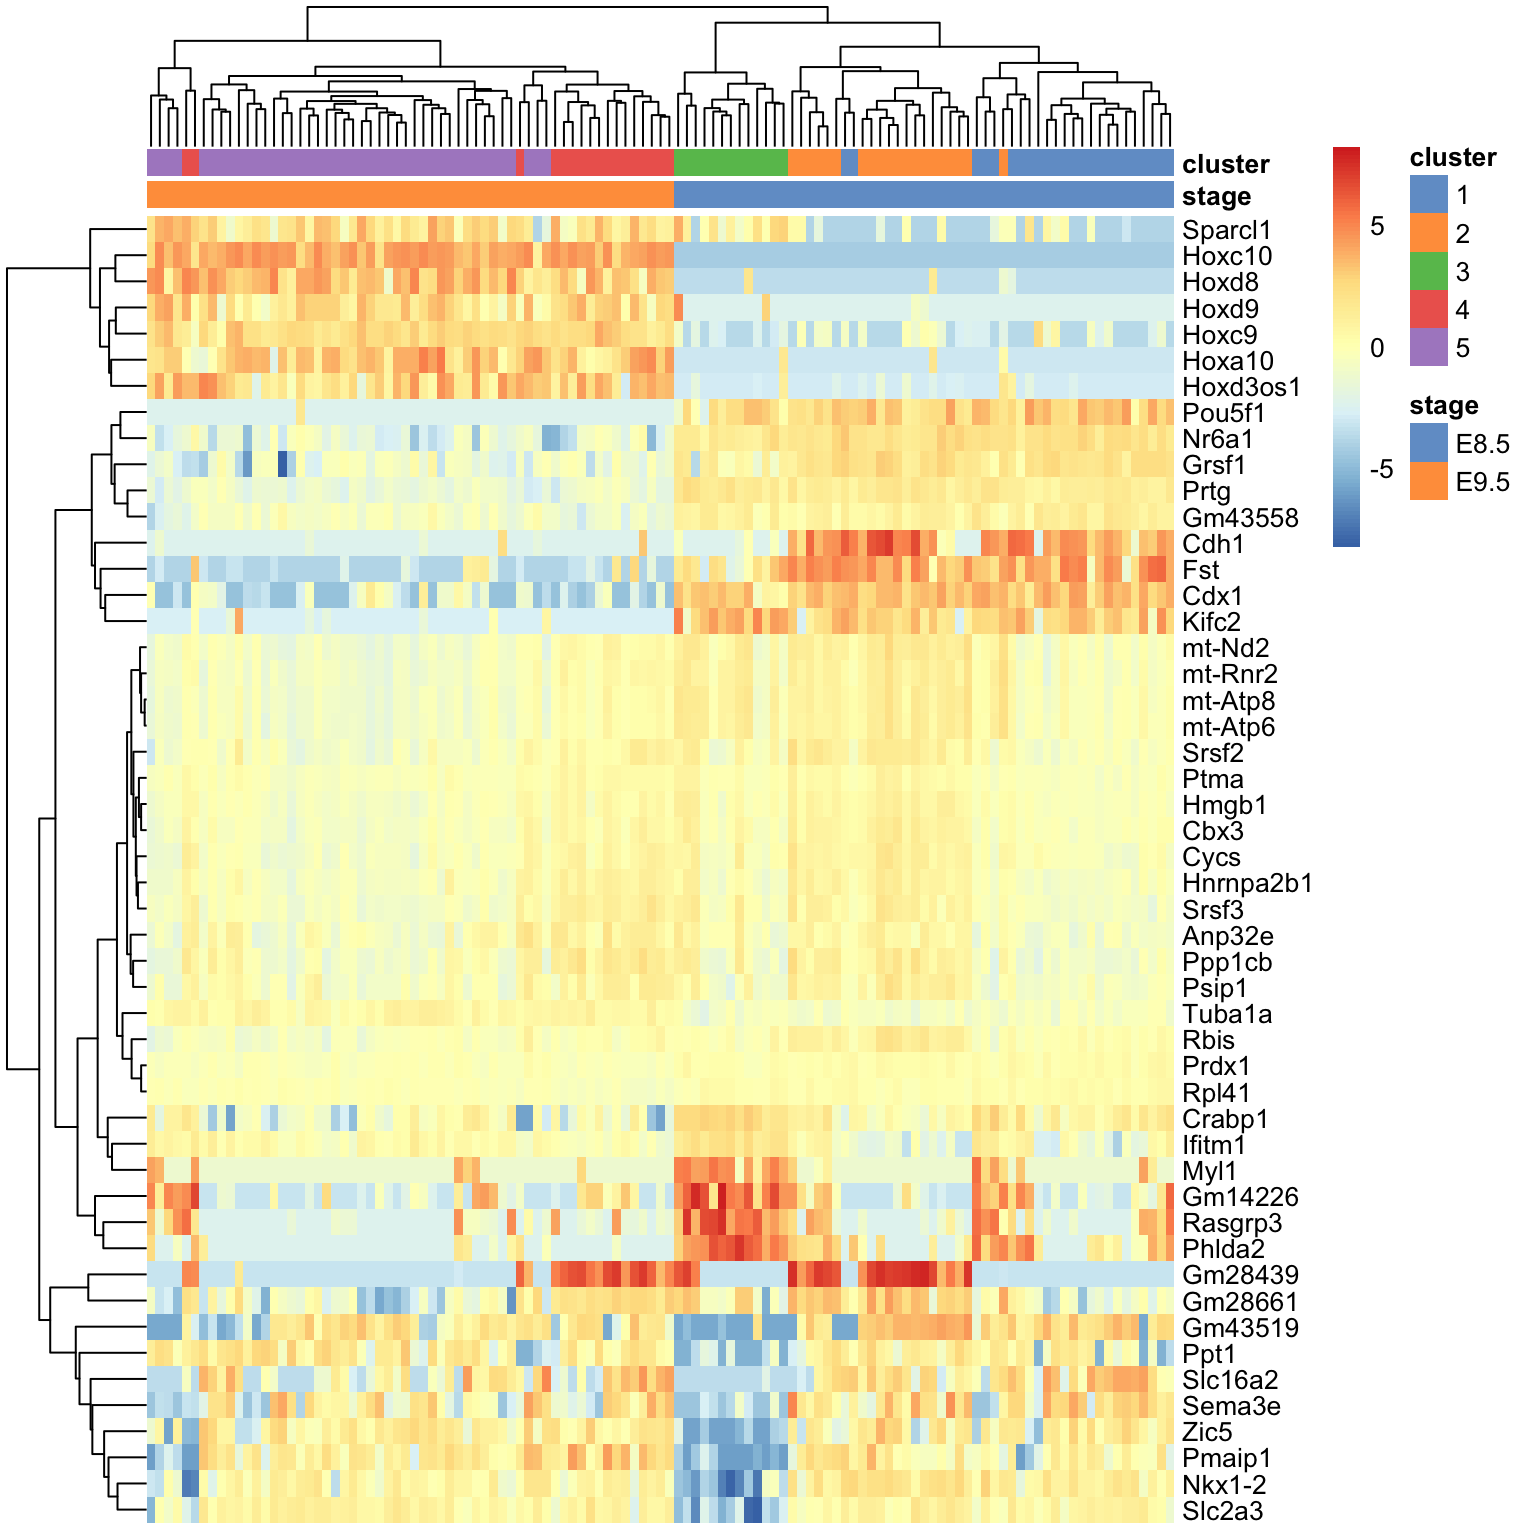 cluster
stage
Sparcl1
Hoxc10
Hoxd8
Hoxd9
Hoxc9
Hoxa10
Hoxd3os1
Pou5f1
Nr6a1
Grsf1
Prtg
Gm43558
Cdh1
Fst
Cdx1
Kifc2
mt-Nd2
mt-Rnr2
mt-Atp8
mt-Atp6
Srsf2
Ptma
Hmgb1
Cbx3
Cycs
Hnrnpa2b1
Srsf3
Anp32e
Ppp1cb
Psip1
Tuba1a
Rbis
Prdx1
Rpl41
Crabp1
Ifitm1
Myl1
Gm14226
Rasgrp3
Phlda2
Gm28439
Gm28661
Gm43519
Ppt1
Slc16a2
Sema3e
Zic5
Pmaip1
Nkx1-2
Slc2a3
5
0
-5
cluster
1
2
3
4
5
stage
E8.5
E9.5